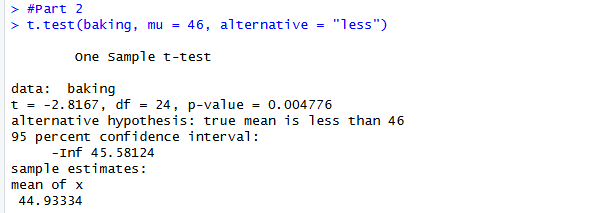 > #Part 2
> t.test(baking, mu = 46, alternative = "less")
One Sample t-test
data:  baking
t = -2.8167, df = 24, p-value = 0.004776
alternative hypothesis: true mean is less than 46
95 percent confidence interval:
-Inf 45.58124
sample estimates:
mean of x
44.93334